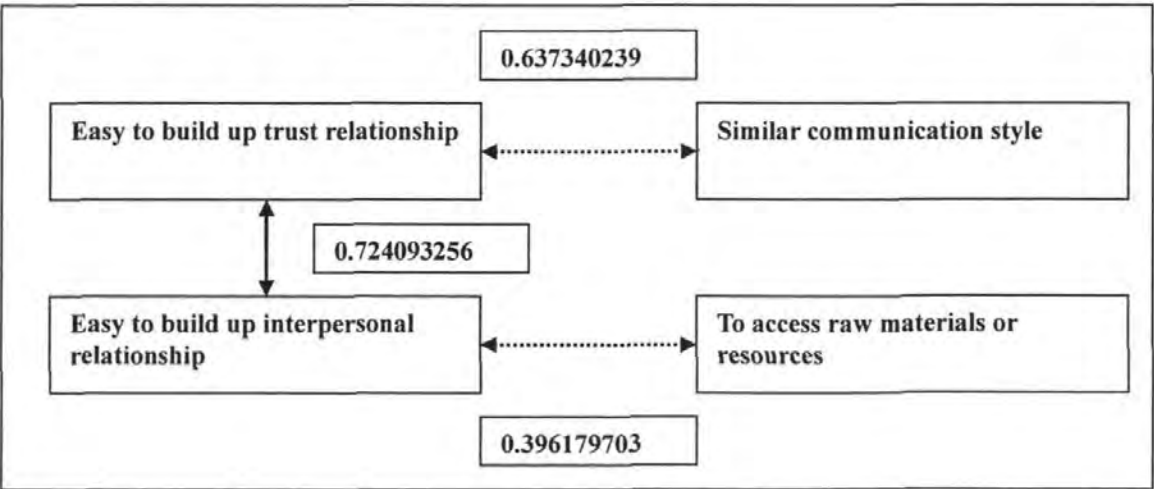 0.637340239
Easy to build up trust relationship
Similar communication style
0.724093256
Easy to build up interpersonal
relationship
To access raw materials or
resources
0.396179703